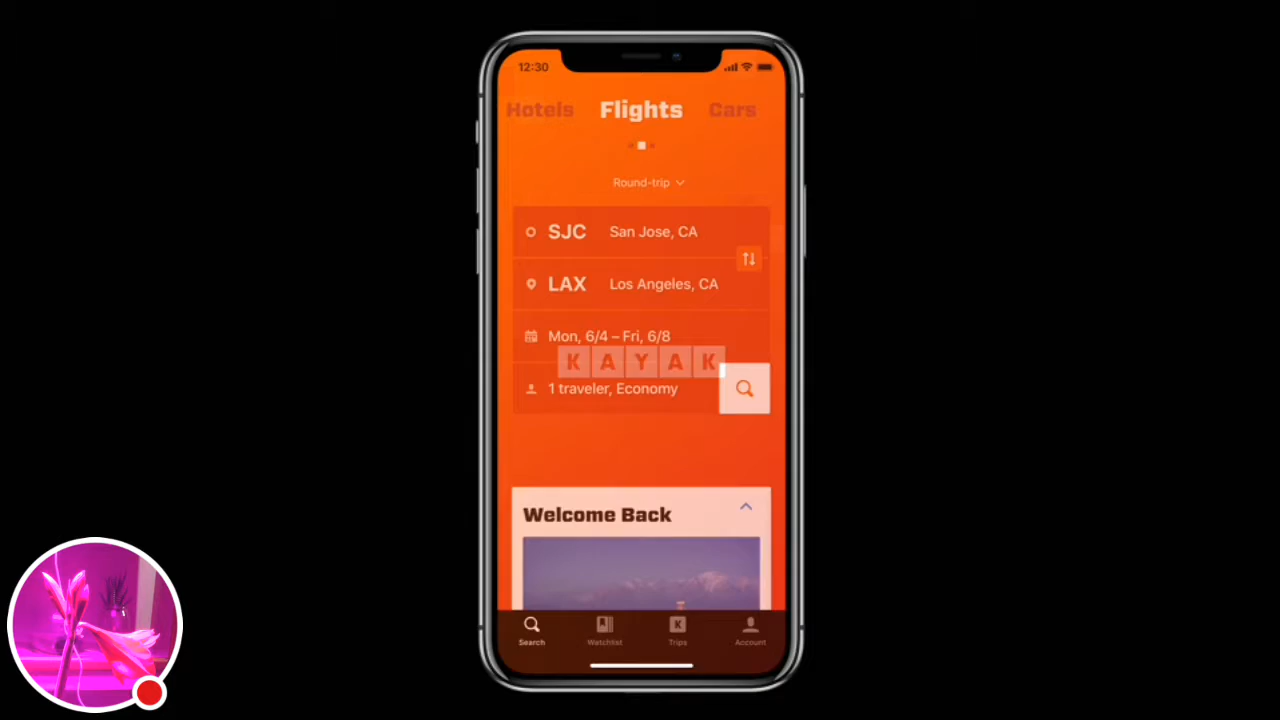 12:30
Hotels Flights Cars
Round-trip
SJC San Jose, CA
LAX Los Angeles, CA
Mon, 6/4 – Fri, 6/8
KAYAK
1 traveler, Economy
Welcome Back
Search Watchlist Trips Account